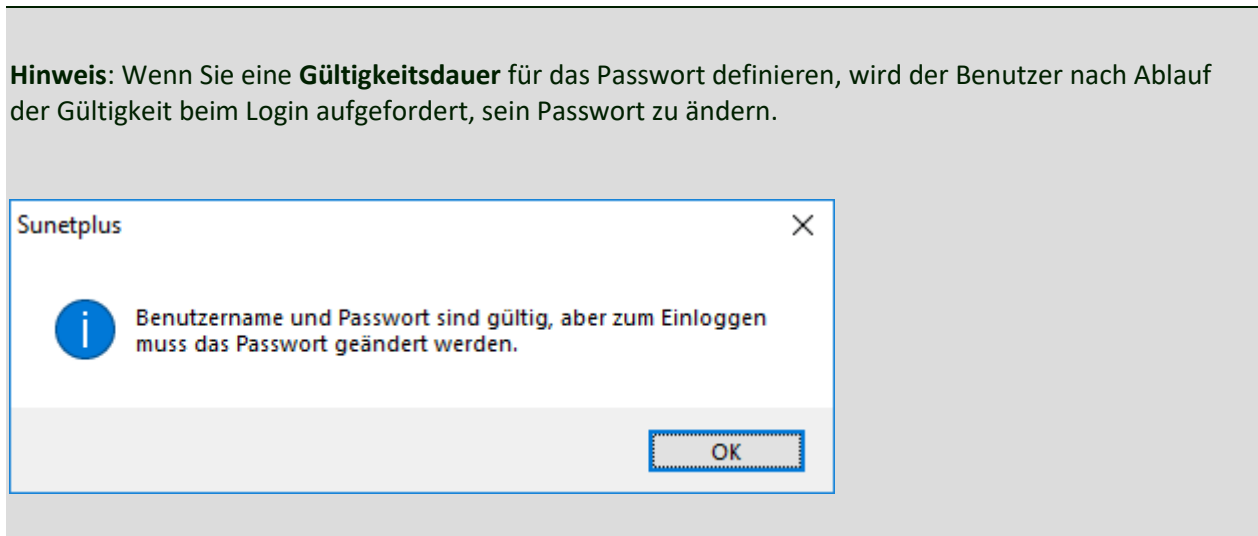 Hinweis: Wenn Sie eine Gültigkeitsdauer für das Passwort definieren, wird der Benutzer nach Ablauf
der Gültigkeit beim Login aufgefordert, sein Passwort zu ändern.
Sunetplus
Benutzername und Passwort sind gültig, aber zum Einloggen
muss das Passwort geändert werden.
OK